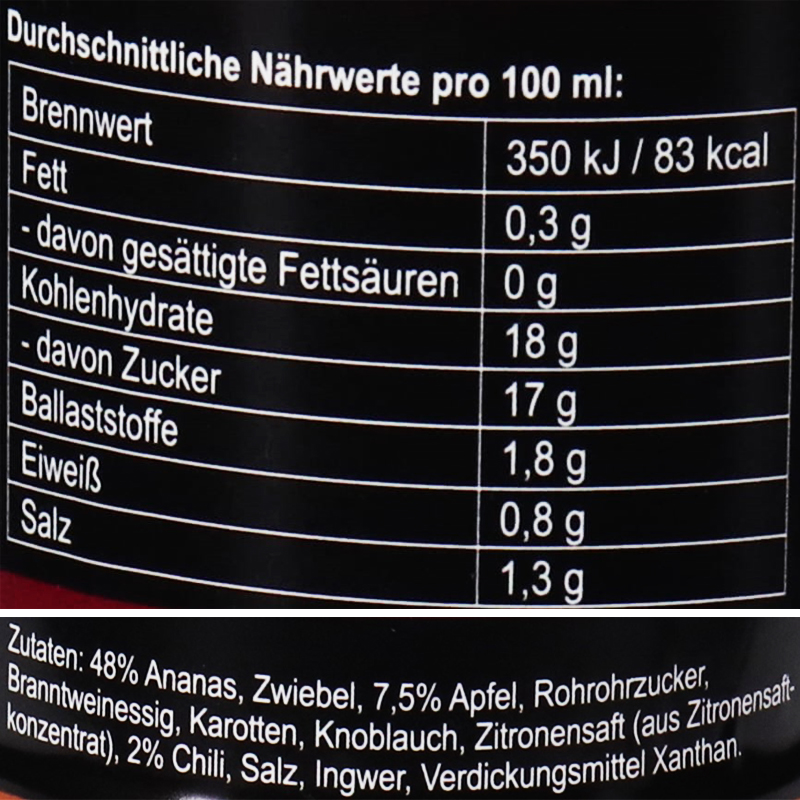 Durchschnittliche Nährwerte pro 100 ml:
Brennwert 350 kJ / 83 kcal
Fett 0,3 g
- davon gesättigte Fettsäuren 0 g
Kohlenhydrate 18 g
- davon Zucker 17 g
Ballaststoffe 1,8 g
Eiweiß 0,8 g
Salz 1,3 g
Zutaten: 48% Ananas, Zwiebel, 7,5% Apfel, Rohrohrzucker,
Branntweinessig, Karotten, Knoblauch, Zitronensaft (aus Zitronensaft-
konzentrat), 2% Chili, Salz, Ingwer, Verdickungsmittel Xanthan.